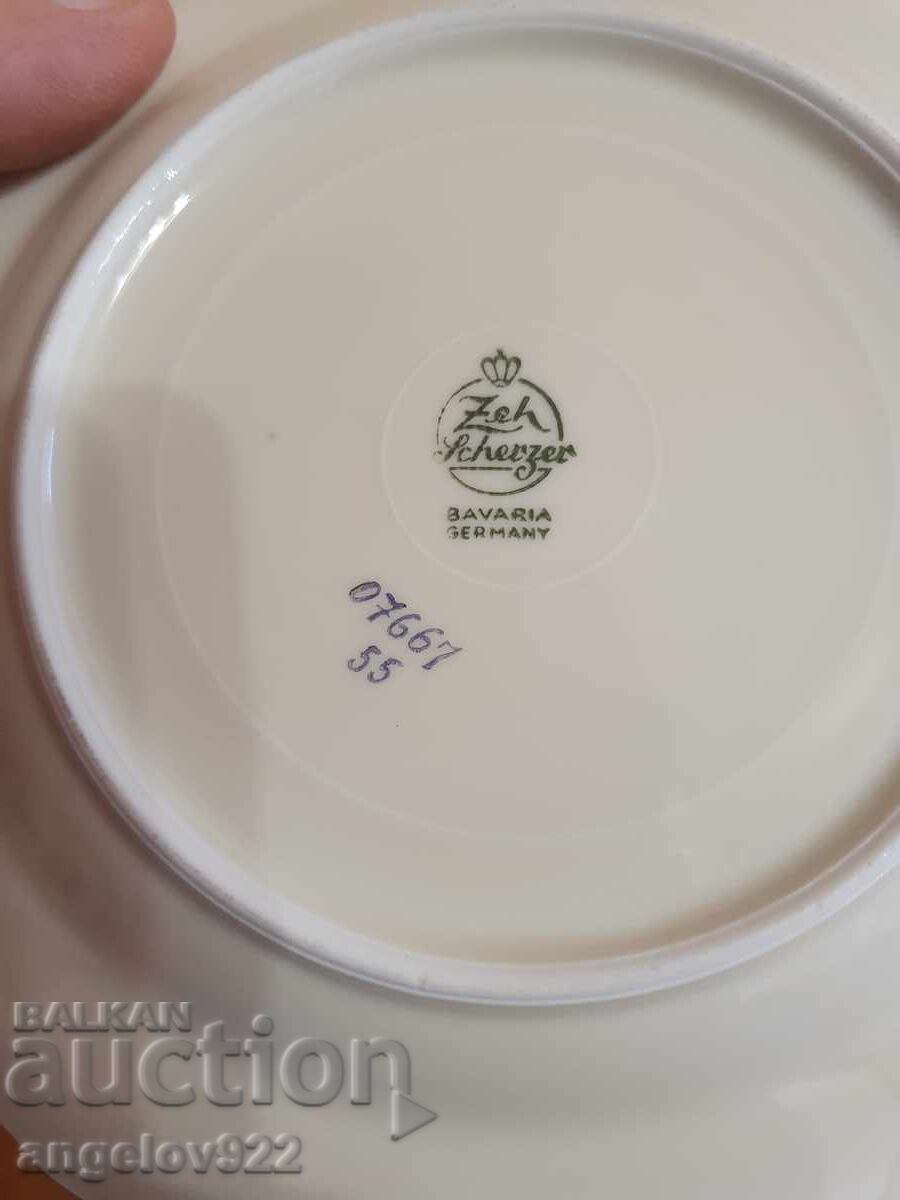 Zeh
Scherzer
BAVARIA
GERMANY
07667
55
BALKAN
auction
angelov922